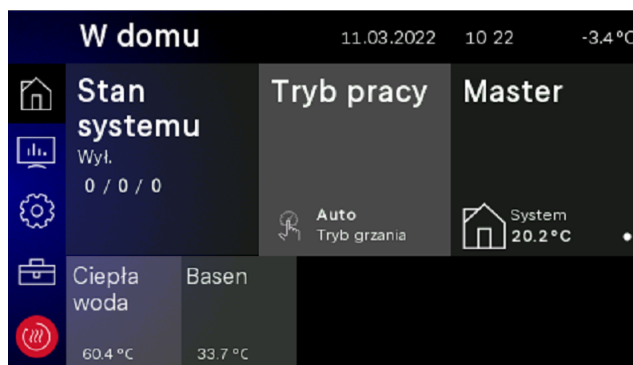 W domu 11.03.2022 10 22 -3.4 °C
Stan systemu
Wył.
0 / 0 / 0
Tryb pracy
Auto
Tryb grzania
Master
System
20.2°C
Ciepła
woda
60.4 °C
Basen
33.7 °C